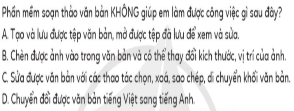 Phần mềm soạn thảo văn bản KHÔNG giúp em làm được công việc gì sau đây?
A. Tạo và lưu được tệp văn bản, mở được tệp đã lưu để xem và sửa.
B. Chèn được ảnh vào trong văn bản và có thể thay đổi kích thước, vị trí của ảnh.
C. Sửa được văn bản với các thao tác chọn, xoá, sao chép, di chuyển khối văn bản.
D. Chuyển đổi được văn bản tiếng Việt sang tiếng Anh.